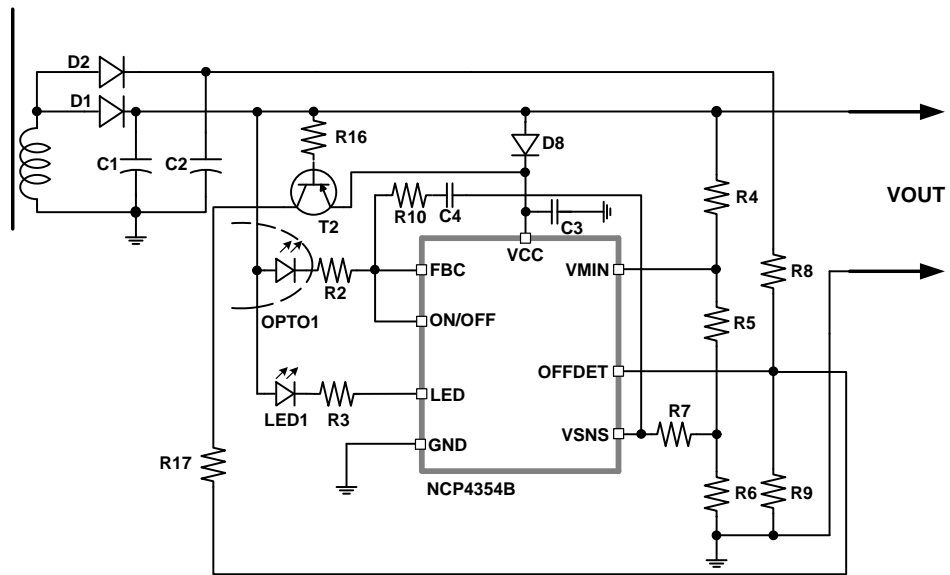 D2
D1
R16
D8
C1
C2
R4
VOUT
R10
C4
T2
C3
VCC
FBC
VMIN
R8
R2
OPTO1
ON/OFF
R5
OFFDET
LED
LED1
R3
R7
VSNS
GND
R17
R6
R9
NCP4354B